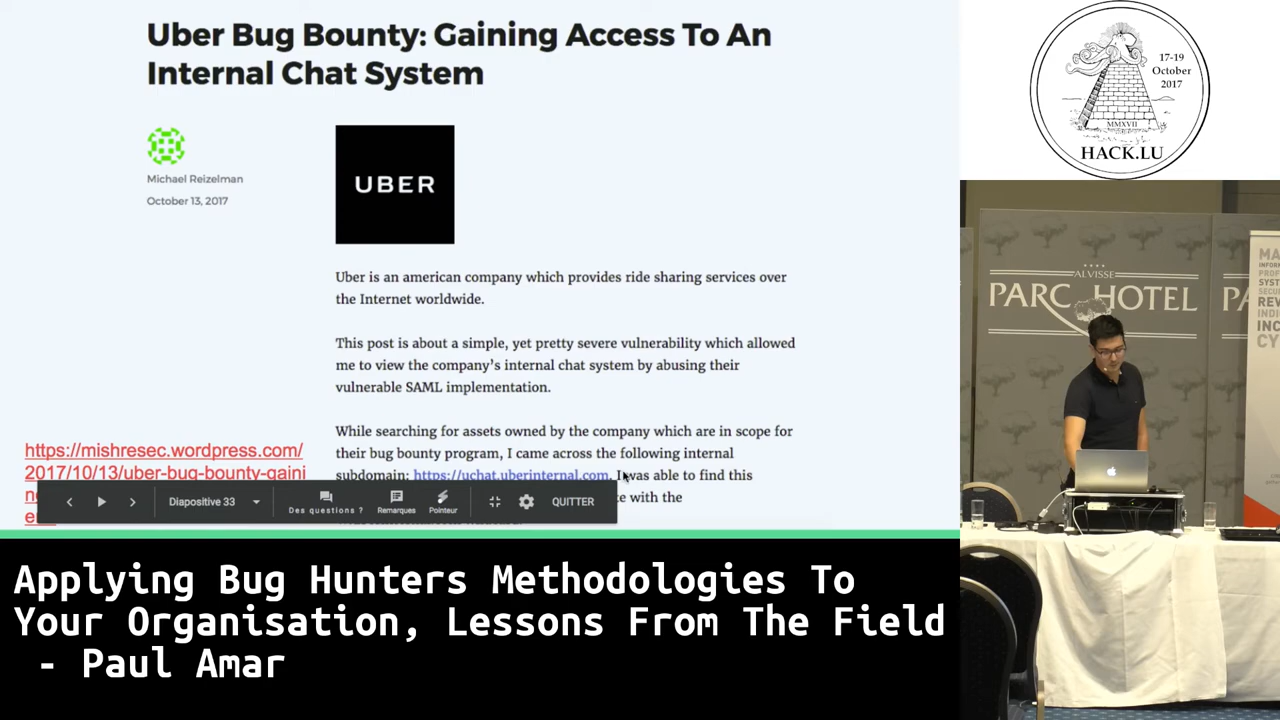 Uber Bug Bounty: Gaining Access To An
Internal Chat System
Michael Reizelman
October 13, 2017
UBER
Uber is an american company which provides ride sharing services over
the Internet worldwide.
This post is about a simple, yet pretty severe vulnerability which allowed
me to view the company's internal chat system by abusing their
vulnerable SAML implementation.
While searching for assets owned by the company which are in scope for
their bug bounty program, I came across the following internal
subdomain: https://uchat.uberinternal.com. I was able to find this
with the
https://mishresec.wordpress.com/
2017/10/13/uber-bug-bounty-gaini
Diapositive 33
Des questions ?
Remarques
Pointeur
QUITTER
17-19
October
2017
MMXVII
HACK.LU
ALVISSE
PARC HOTEL
Applying Bug Hunters Methodologies To
Your Organisation, Lessons From The Field
- Paul Amar